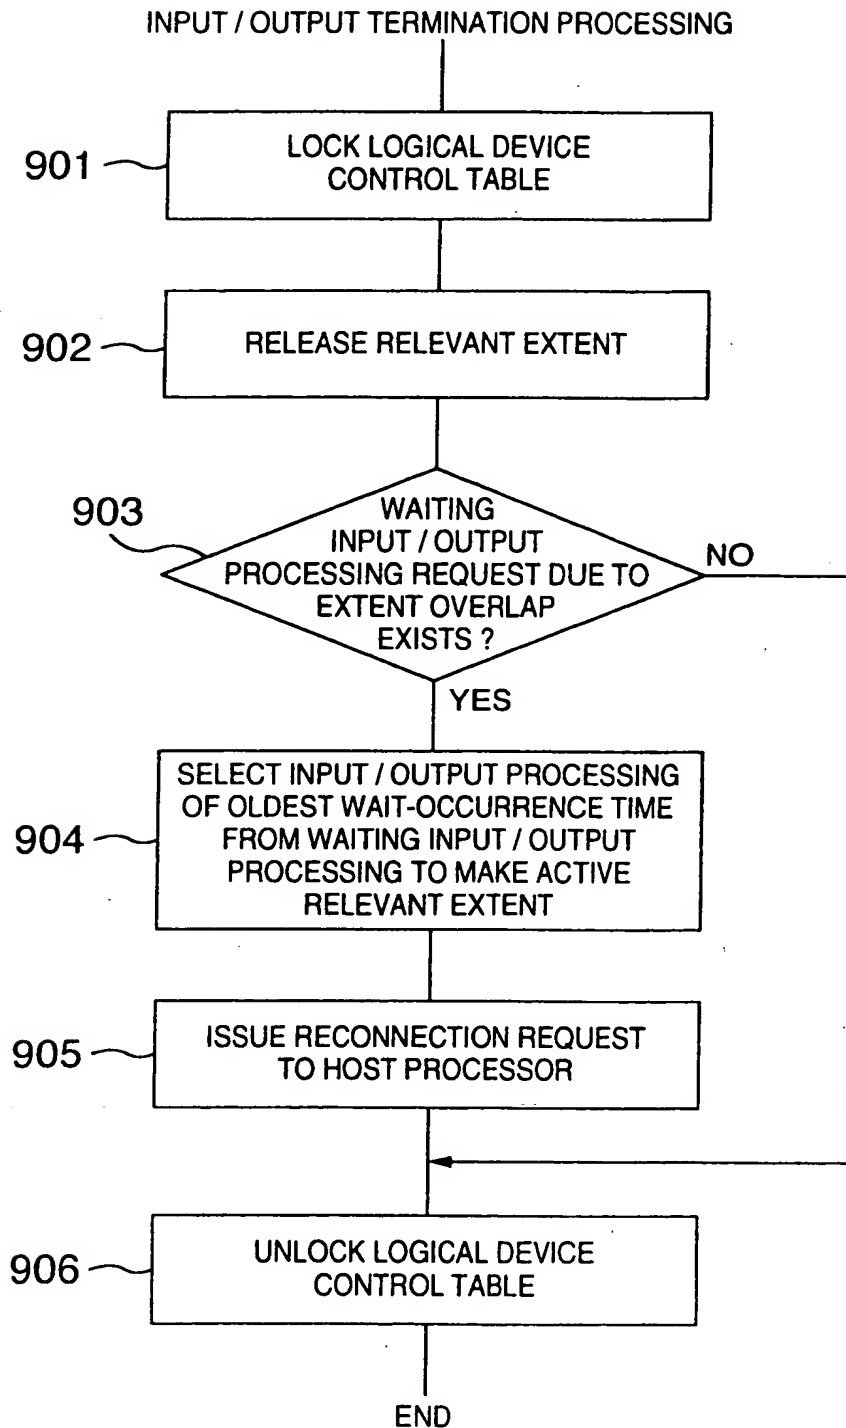 INPUT / OUTPUT TERMINATION PROCESSING
901
LOCK LOGICAL DEVICE
CONTROL TABLE
902
RELEASE RELEVANT EXTENT
903
WAITING
INPUT / OUTPUT
PROCESSING REQUEST DUE TO
EXTENT OVERLAP
EXISTS ?
NO
YES
904
SELECT INPUT / OUTPUT PROCESSING
OF OLDEST WAIT-OCCURRENCE TIME
FROM WAITING INPUT / OUTPUT
PROCESSING TO MAKE ACTIVE
RELEVANT EXTENT
905
ISSUE RECONNECTION REQUEST
TO HOST PROCESSOR
906
UNLOCK LOGICAL DEVICE
CONTROL TABLE
END